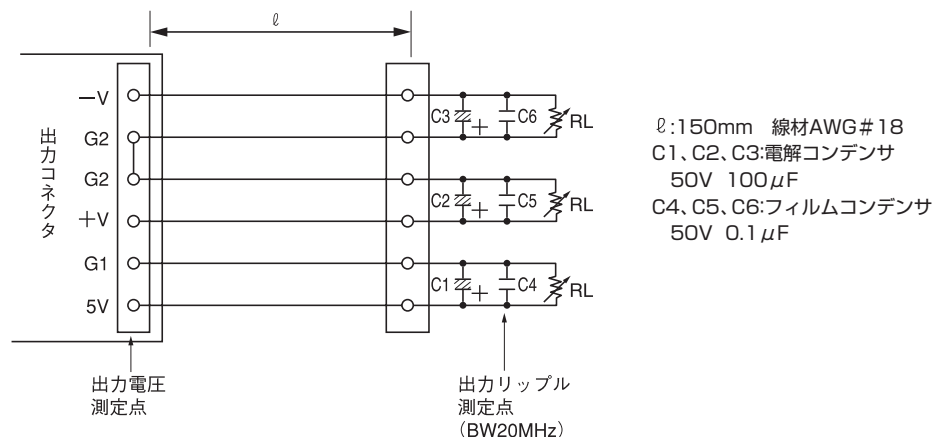 ℓ
出力コネクタ
−V
G2
G2
+V
G1
5V
C3
+
C6
RL
C2
+
C5
RL
C1
+
C4
RL
出力電圧
測定点
出力リップル
測定点
(BW20MHz)
ℓ:150mm 線材AWG#18
C1、C2、C3:電解コンデンサ
50V 100μF
C4、C5、C6:フィルムコンデンサ
50V 0.1μF